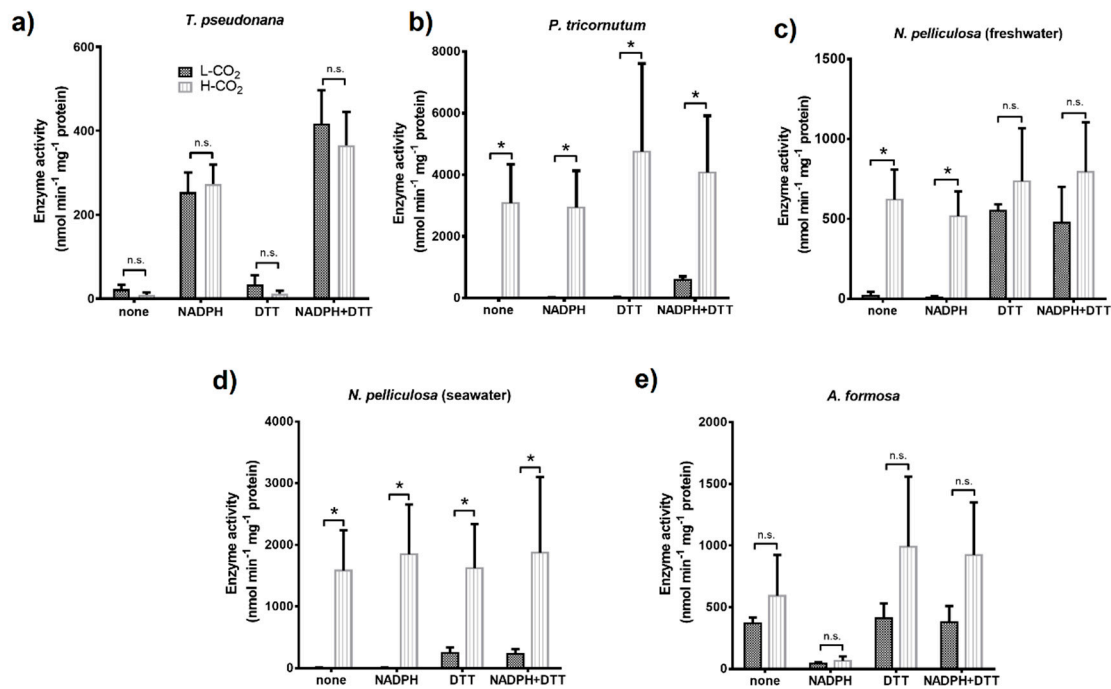 a)
T. pseudonana
Enzyme activity
(nmol min⁻¹ mg⁻¹ protein)
600
400
200
0
L-CO₂
H-CO₂
n.s.
n.s.
n.s.
n.s.
none NADPH DTT NADPH+DTT
b)
P. tricornutum
Enzyme activity
(nmol min⁻¹ mg⁻¹ protein)
8000
6000
4000
2000
0
*
*
*
*
none NADPH DTT NADPH+DTT
c)
N. pelliculosa (freshwater)
Enzyme activity
(nmol min⁻¹ mg⁻¹ protein)
1500
1000
500
0
*
*
n.s.
n.s.
none NADPH DTT NADPH+DTT
d)
N. pelliculosa (seawater)
Enzyme activity
(nmol min⁻¹ mg⁻¹ protein)
4000
3000
2000
1000
0
*
*
*
*
none NADPH DTT NADPH+DTT
e)
A. formosa
Enzyme activity
(nmol min⁻¹ mg⁻¹ protein)
2000
1500
1000
500
0
n.s.
n.s.
n.s.
n.s.
none NADPH DTT NADPH+DTT